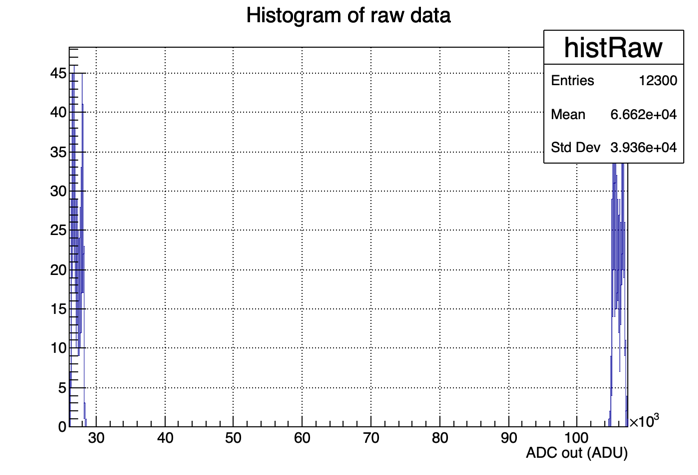 Histogram of raw data
histRaw
Entries 12300
Mean 6.662e+04
Std Dev 3.936e+04
45
40
35
30
25
20
15
10
5
0
30 40 50 60 70 80 90 100
×10³
ADC out (ADU)